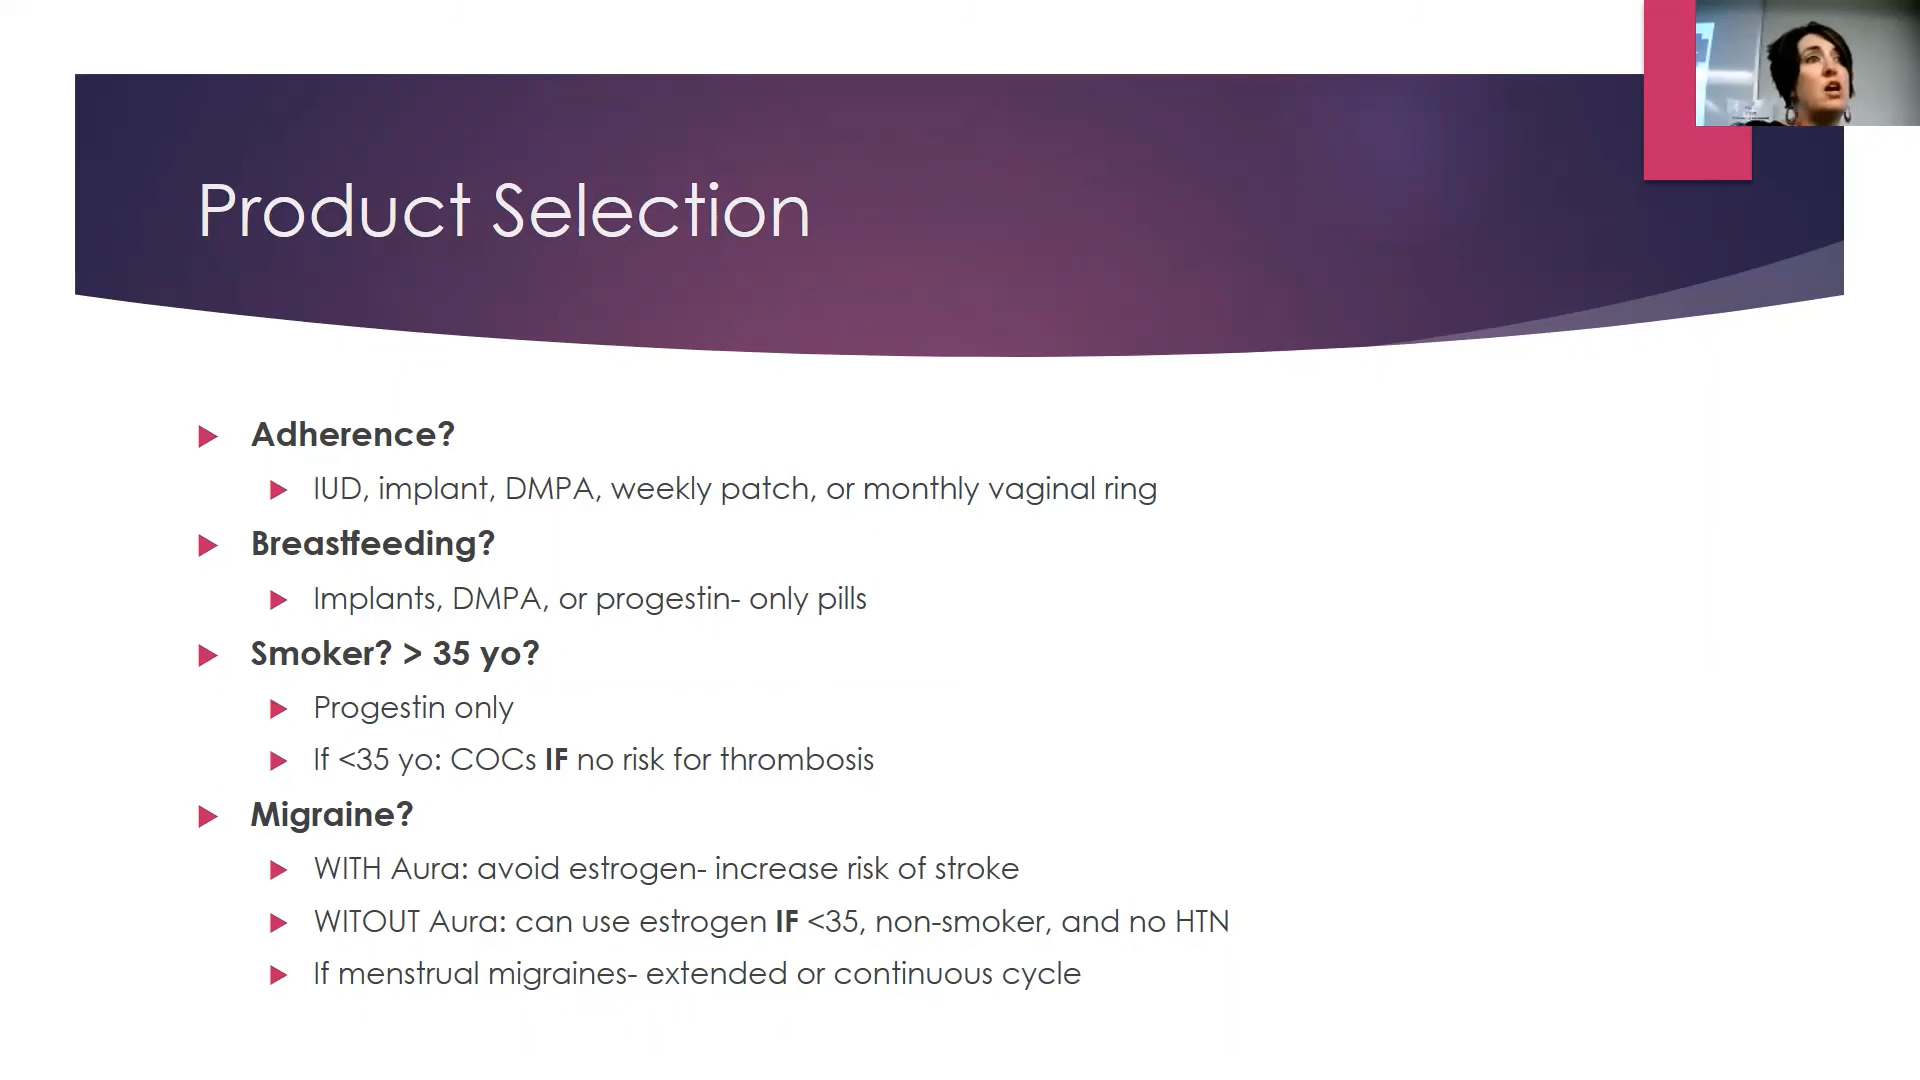 Product Selection
Adherence?
IUD, implant, DMPA, weekly patch, or monthly vaginal ring
Breastfeeding?
Implants, DMPA, or progestin- only pills
Smoker? > 35 yo?
Progestin only
If <35 yo: COCs IF no risk for thrombosis
Migraine?
WITH Aura: avoid estrogen- increase risk of stroke
WITOUT Aura: can use estrogen IF <35, non-smoker, and no HTN
If menstrual migraines- extended or continuous cycle